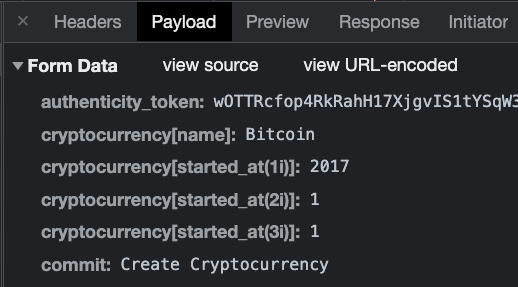 × Headers Payload Preview Response Initiator
▼ Form Data view source view URL-encoded
authenticity_token: wOTTRcfop4RkRahH17XjgvIS1tYSqW3
cryptocurrency[name]: Bitcoin
cryptocurrency[started_at(1i)]: 2017
cryptocurrency[started_at(2i)]: 1
cryptocurrency[started_at(3i)]: 1
commit: Create Cryptocurrency